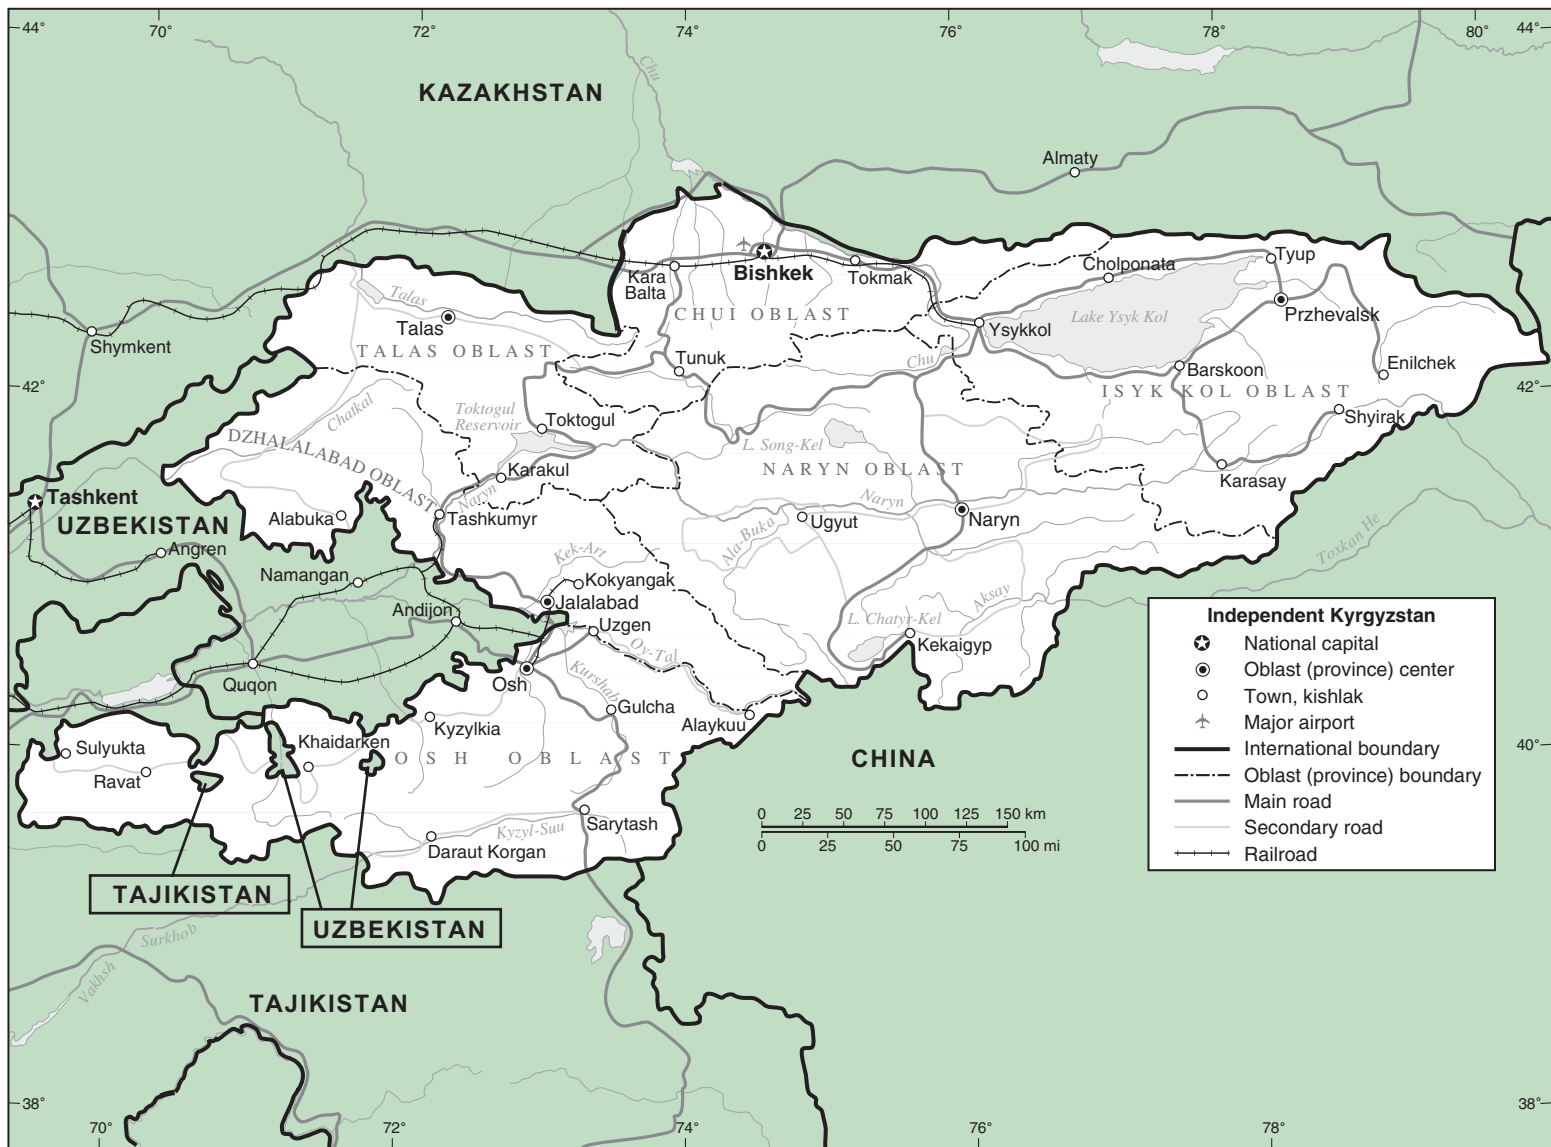 44°
70°
72°
74°
76°
78°
80°
44°
KAZAKHSTAN
Chu
Almaty
Bishkek
Kara
Balta
Tokmak
Cholponata
Tyup
Talas
Talas
CHUI OBLAST
Lake Ysyk Kol
Przhevalsk
Ysykkol
Shymkent
TALAS OBLAST
Tunuk
Chu
Barskoon
Enilchek
42°
42°
ISYK KOL OBLAST
Chatkal
Toktogul
Reservoir
Toktogul
Shyirak
DZHALALABAD OBLAST
L. Song-Kel
NARYN OBLAST
Karakul
Karasay
Naryn
Naryn
Tashkent
UZBEKISTAN
Alabuka
Tashkumyr
Ala-Buka
Ugyut
Naryn
Toxkan He
Angren
Kek-Art
Namangan
Kokyangak
Jalalabad
Aksay
Andijon
Uzgen
L. Chatyr-Kel
Kekaigyp
Oy-Tal
Quqon
Osh
Kurshab
Gulcha
Alaykuu
Kyzylkia
Sulyukta
Khaidarken
OSH OBLAST
Ravat
CHINA
40°
40°
Sarytash
Kyzyl-Suu
Daraut Korgan
0 25 50 75 100 125 150 km
0 25 50 75 100 mi
Independent Kyrgyzstan
National capital
Oblast (province) center
Town, kishlak
Major airport
International boundary
Oblast (province) boundary
Main road
Secondary road
Railroad
TAJIKISTAN
UZBEKISTAN
Surkhob
Vakhsh
TAJIKISTAN
38°
38°
70°
72°
74°
76°
78°